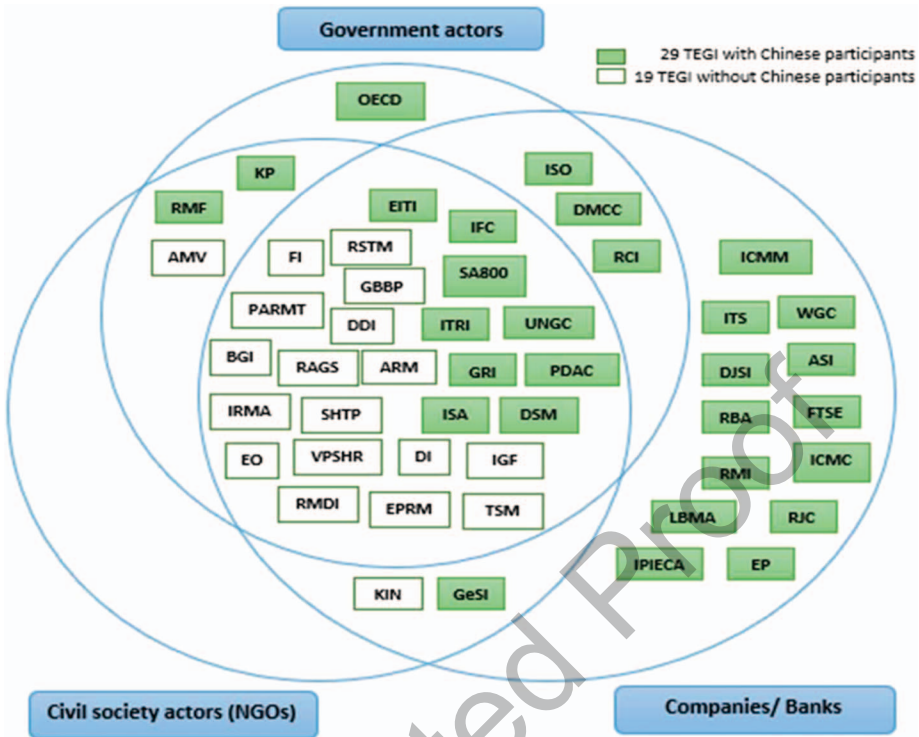 Government actors
29 TEGI with Chinese participants
19 TEGI without Chinese participants
OECD
KP
ISO
RMF
EITI
DMCC
IFC
AMV
FI
RSTM
RCI
ICMM
SA800
GBBP
PARMT
DDI
ITRI
UNGC
ITS
WGC
BGI
RAGS
ARM
GRI
PDAC
DJSI
ASI
IRMA
SHTP
ISA
DSM
RBA
FTSE
EO
VPSHR
DI
IGF
RMI
ICMC
RMDI
EPRM
TSM
LBMA
RJC
IPIECA
EP
KIN
GeSI
Civil society actors (NGOs)
Companies/ Banks
ted Proof